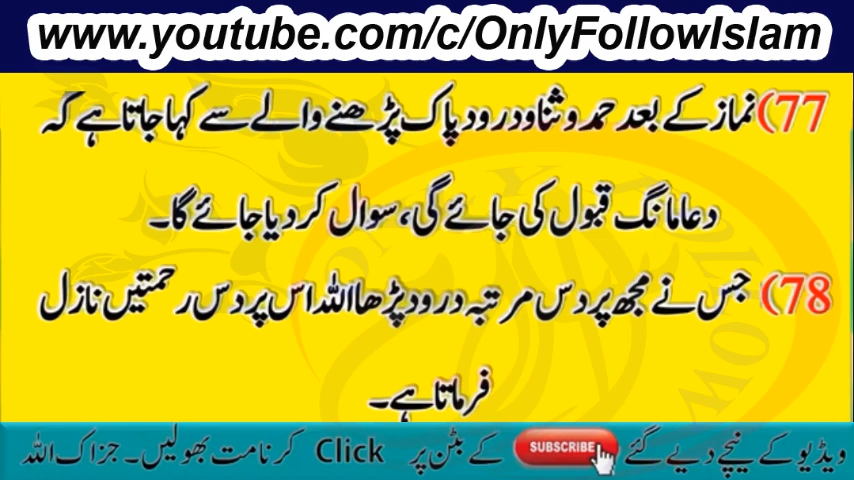 www.youtube.com/c/OnlyFollowIslam
77) نماز کے بعد حمد و ثنا و درود پاک پڑھنے والے سے کہا جاتا ہے کہ
دعا مانگ قبول کی جائے گی، سوال کر دیا جائے گا۔
78) جس نے مجھ پر دس مرتبہ درود پڑھا اللہ اس پر دس رحمتیں نازل
فرماتا ہے۔
ویڈیو کے نیچے دیے گئے SUBSCRIBE کے بٹن پر Click کرنا مت بھولیں۔ جزاک اللہ